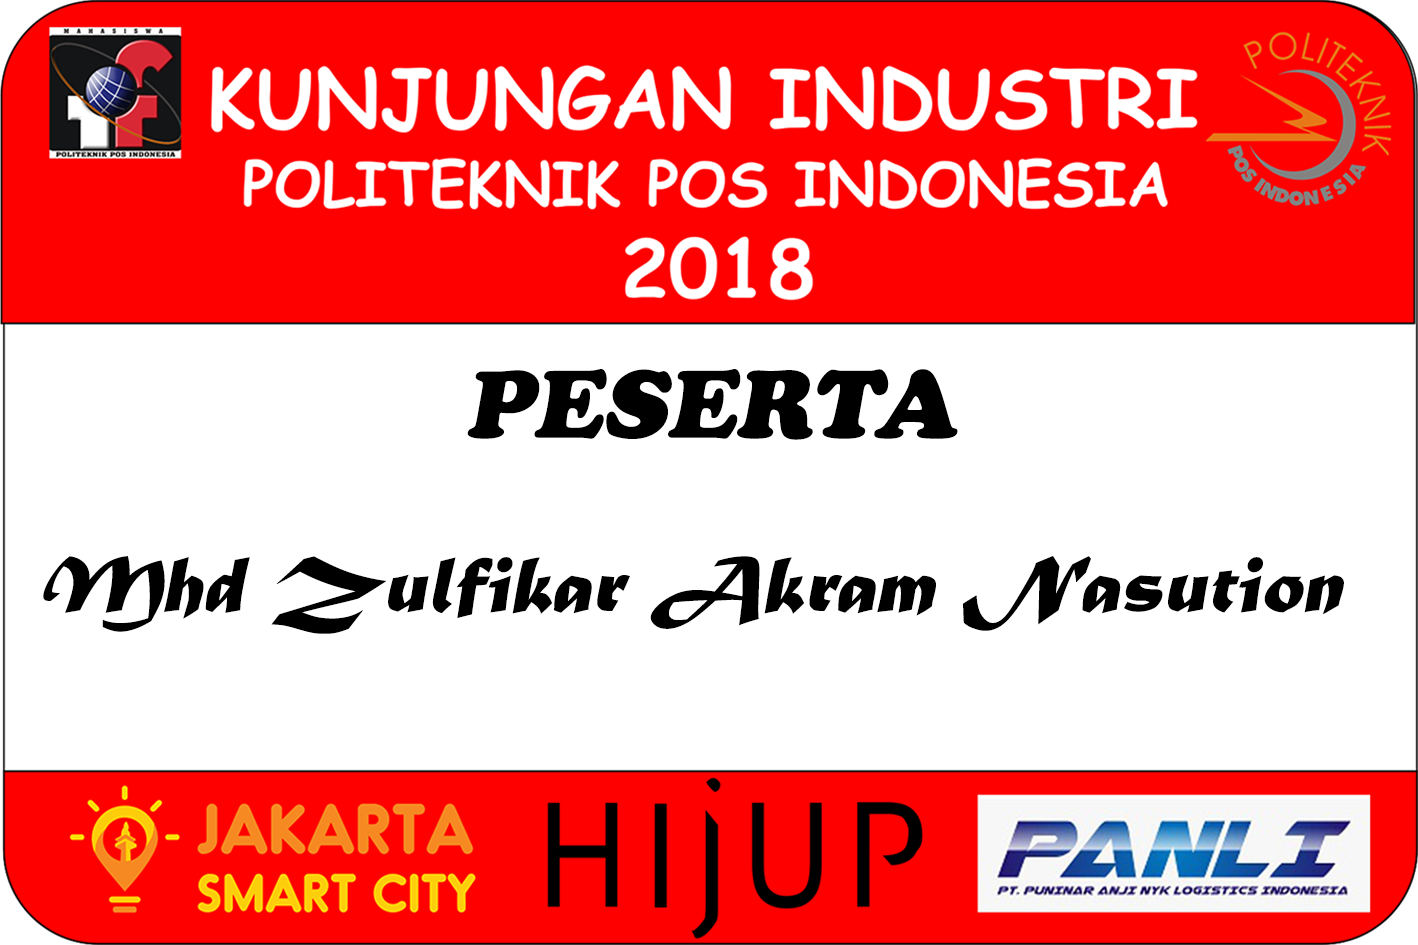 MAHASISWA
if
POLITEKNIK POS INDONESIA
KUNJUNGAN INDUSTRI
POLITEKNIK POS INDONESIA
2018
POLITEKNIK
POS INDONESIA
PESERTA
Mhd Zulfikar Akram Nasution
JAKARTA
SMART CITY
HIJUP
PANLI
PT. PUNINAR ANJI NYK LOGISTICS INDONESIA